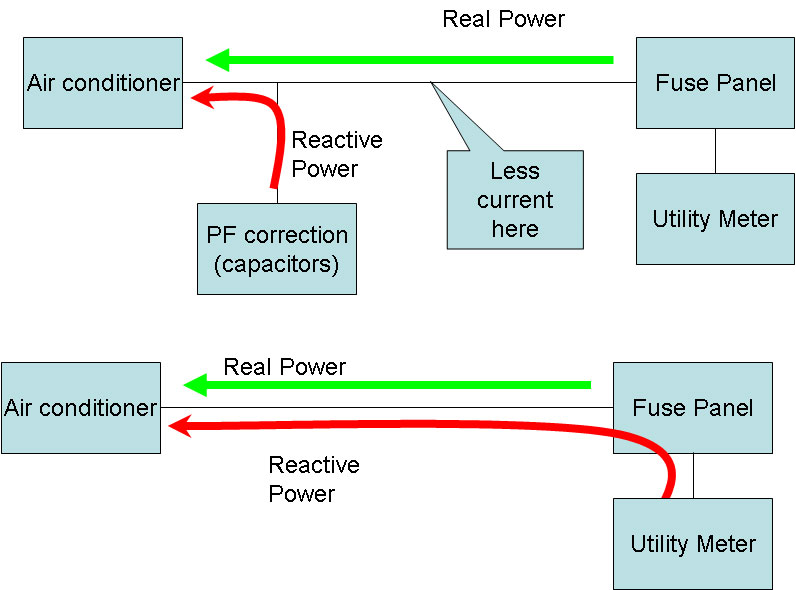 Real Power
Air conditioner
Fuse Panel
Reactive
Power
Less
current
here
Utility Meter
PF correction
(capacitors)
Real Power
Air conditioner
Fuse Panel
Reactive
Power
Utility Meter